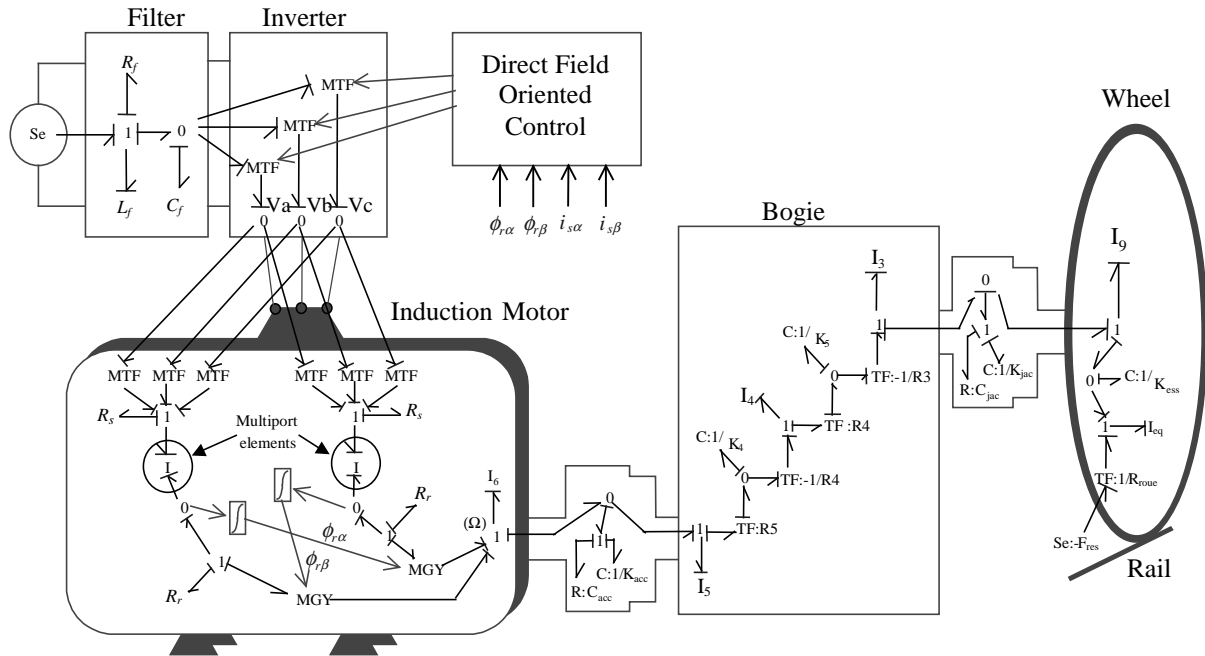 Filter
Inverter
R_f
MTF
Direct Field
Oriented
Control
Wheel
Se
1
0
MTF
MTF
L_f
C_f
Va
Vb
Vc
0
0
0
ϕ_rα
ϕ_rβ
i_sα
i_sβ
Bogie
I_3
I_9
0
Induction Motor
1
1
1
C:1/
K_5
C:1/K_jac
R:C_jac
MTF
MTF
MTF
MTF
MTF
MTF
0
TF:-1/R3
0
C:1/
K_ess
R_s
1
1
R_s
I_4
1
TF :R4
1
I_eq
Multiport
elements
C:1/
K_4
I
I
0
TF:-1/R4
TF:1/R_roue
R_r
I_6
0
0
0
ϕ_rα
1
(Ω)
1
1
TF:R5
Se:-F_res
1
ϕ_rβ
MGY
1
C:1/K_acc
R:C_acc
I_5
R_r
MGY
Rail